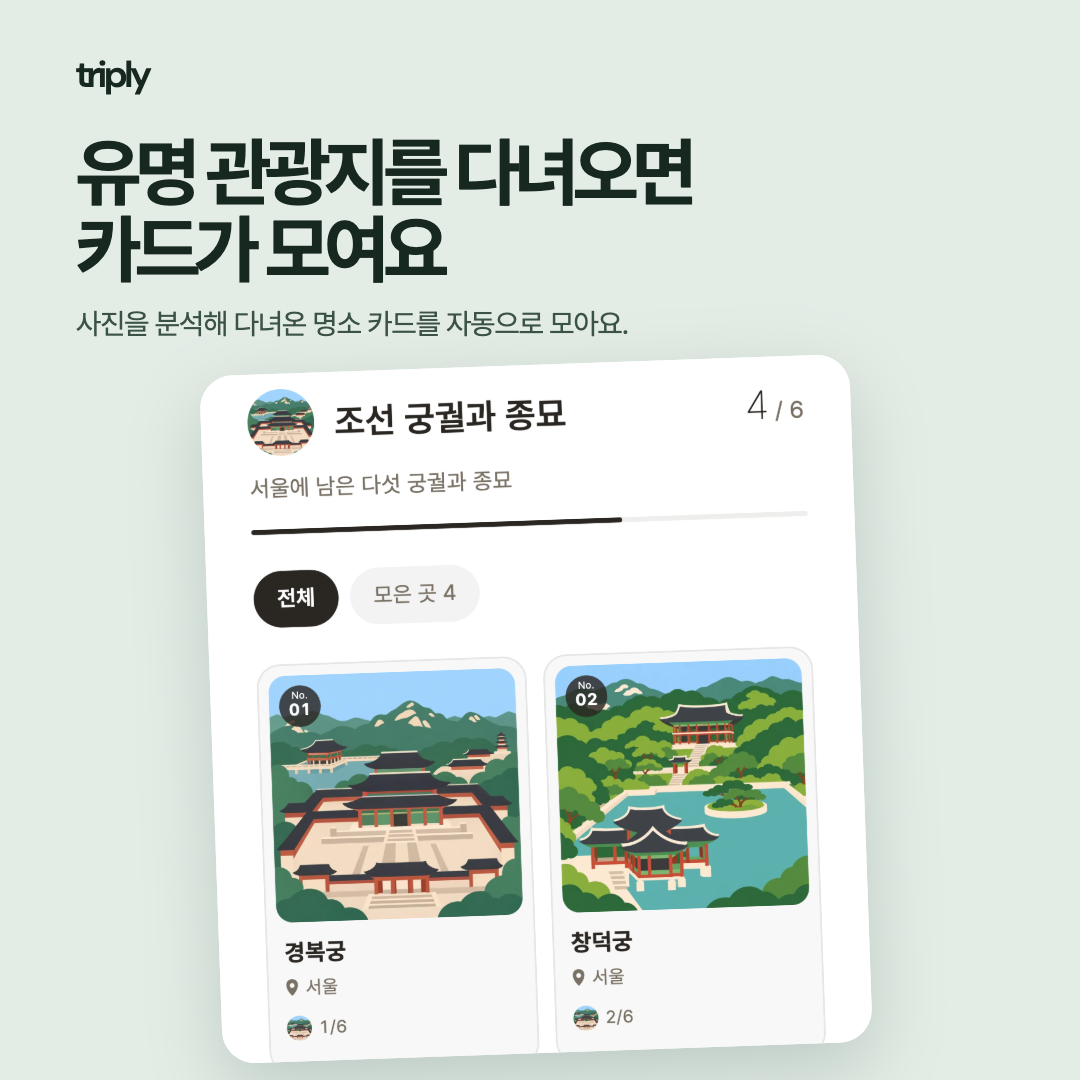 triply
유명 관광지를 다녀오면
카드가 모여요
사진을 분석해 다녀온 명소 카드를 자동으로 모아요.
조선 궁궐과 종묘
4 / 6
서울에 남은 다섯 궁궐과 종묘
전체
모은 곳 4
No.
01
No.
02
경복궁
서울
1/6
창덕궁
서울
2/6